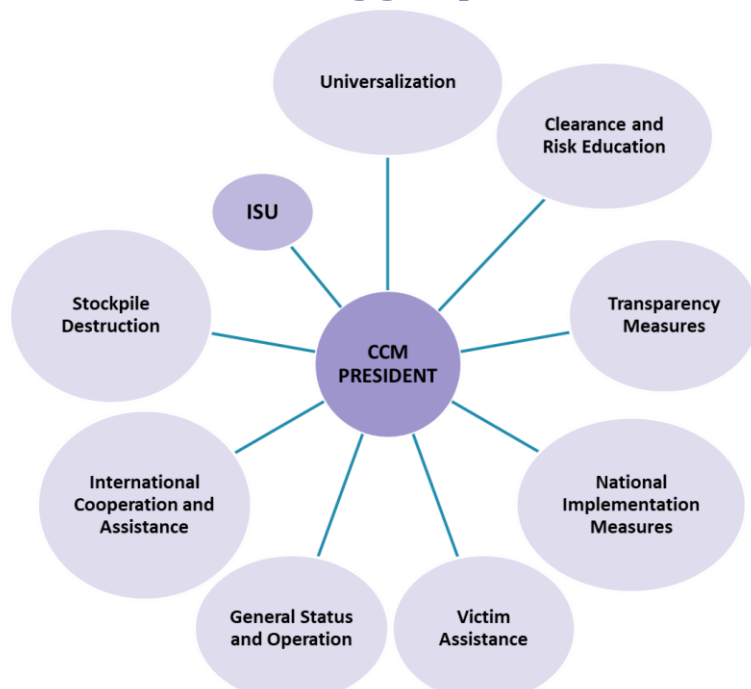 Universalization
Clearance and
Risk Education
ISU
Stockpile
Destruction
Transparency
Measures
CCM
PRESIDENT
International
Cooperation and
Assistance
National
Implementation
Measures
General Status
and Operation
Victim
Assistance